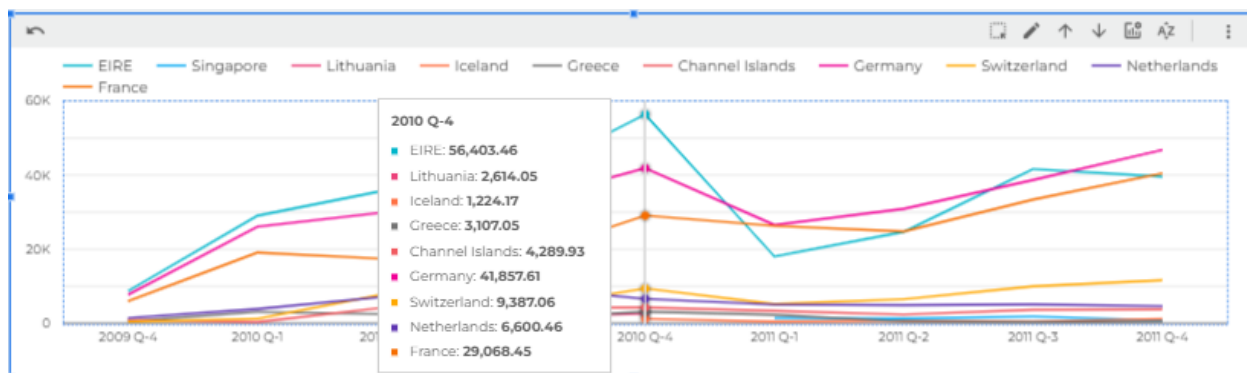 EIRE Singapore Lithuania Iceland Greece Channel Islands Germany Switzerland Netherlands
France
60K
40K
20K
0
2010 Q-4
EIRE: 56,403.46
Lithuania: 2,614.05
Iceland: 1,224.17
Greece: 3,107.05
Channel Islands: 4,289.93
Germany: 41,857.61
Switzerland: 9,387.06
Netherlands: 6,600.46
France: 29,068.45
2009 Q-4 2010 Q-1 2010 Q-4 2011 Q-1 2011 Q-2 2011 Q-3 2011 Q-4